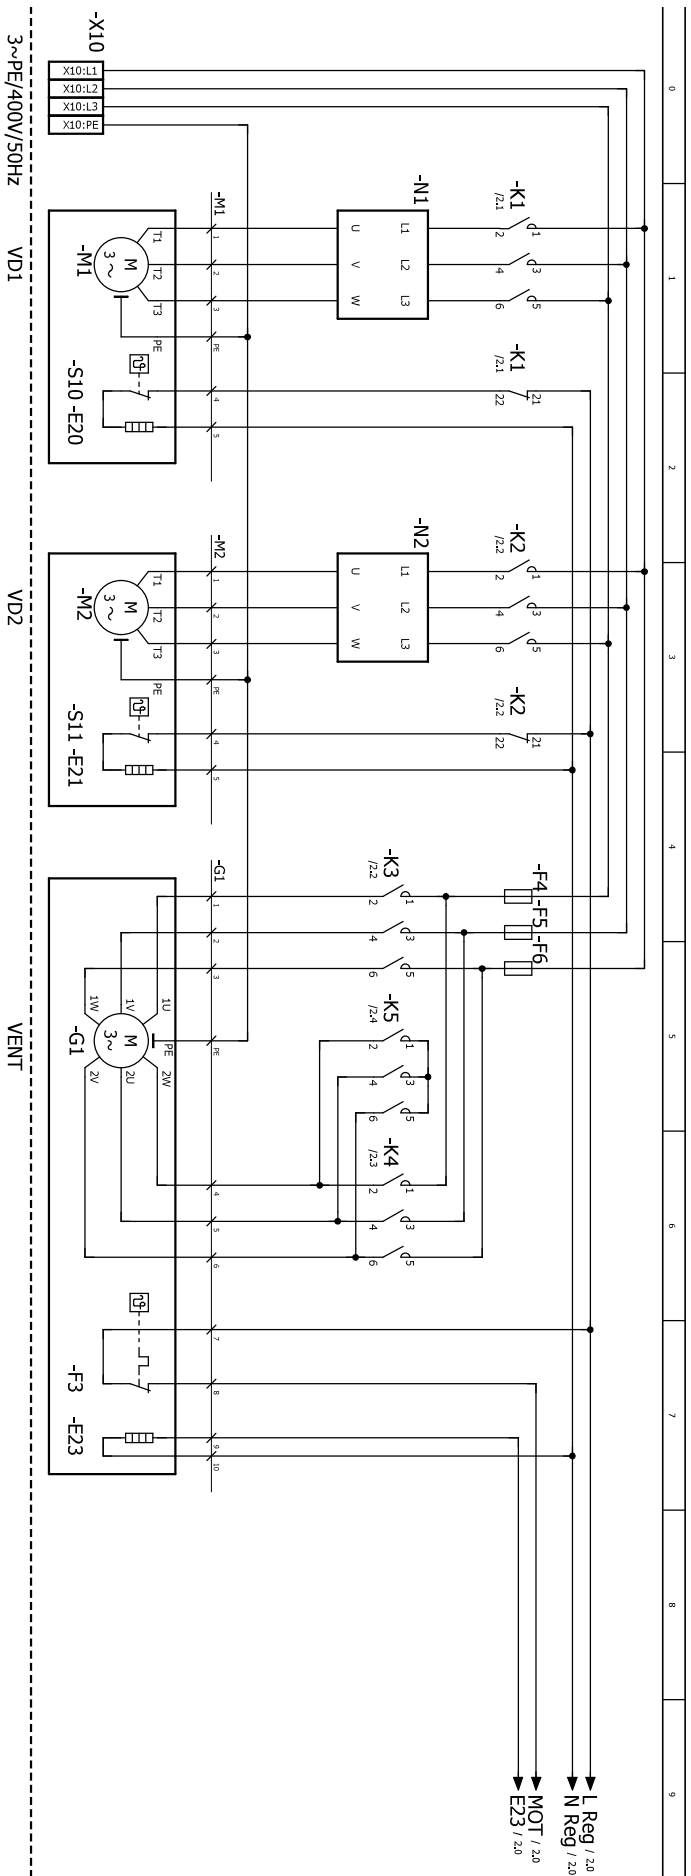 0
1
2
3
4
5
6
7
8
9
-X10
X10:L1
X10:L2
X10:L3
X10:PE
3~PE/400V/50Hz
-K1
/2.1
1
2
3
4
5
6
-K1
/2.1
21
22
-N1
L1
L2
L3
U
V
W
-M1
1
2
3
PE
4
5
T1
T2
T3
PE
M
3 ~
-M1
-S10
-E20
VD1
-K2
/2.2
1
2
3
4
5
6
-K2
/2.2
21
22
-N2
L1
L2
L3
U
V
W
-M2
1
2
3
PE
4
5
T1
T2
T3
PE
M
3 ~
-M2
-S11
-E21
VD2
-F4
-F5
-F6
-K3
/2.2
1
2
3
4
5
6
-K5
/2.4
1
2
3
4
5
6
-K4
/2.3
1
2
3
4
5
6
-G1
1
2
3
PE
4
5
6
7
8
9
10
1U
1V
1W
PE
2W
2U
2V
M
3 ~
-G1
-F3
-E23
VENT
L Reg / 2.0
N Reg / 2.0
MOT / 2.0
E23 / 2.0